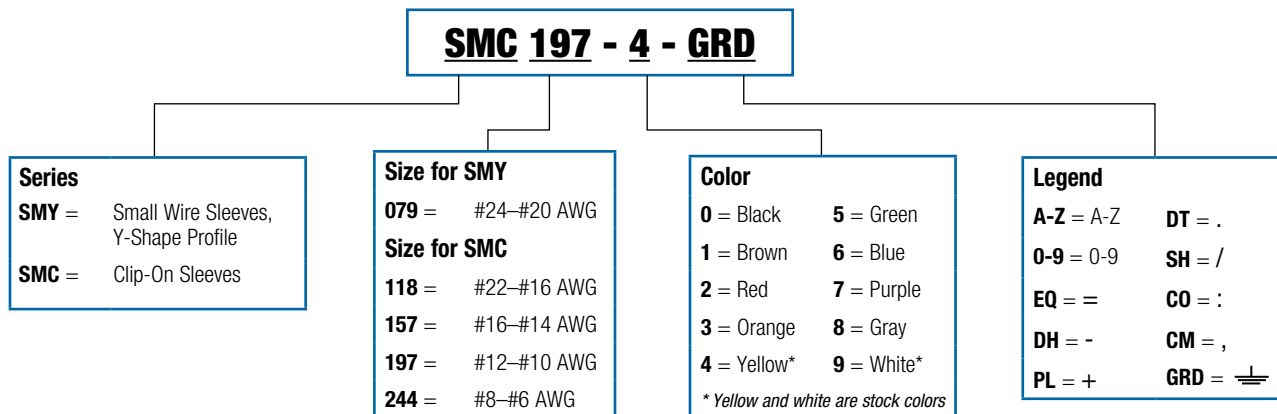 SMC 197 - 4 - GRD
Series
SMY = Small Wire Sleeves,
Y-Shape Profile
SMC = Clip-On Sleeves
Size for SMY
079 = #24–#20 AWG
Size for SMC
118 = #22–#16 AWG
157 = #16–#14 AWG
197 = #12–#10 AWG
244 = #8–#6 AWG
Color
0 = Black
1 = Brown
2 = Red
3 = Orange
4 = Yellow*
5 = Green
6 = Blue
7 = Purple
8 = Gray
9 = White*
* Yellow and white are stock colors
Legend
A-Z = A-Z
0-9 = 0-9
EQ = =
DH = -
PL = +
DT = .
SH = /
CO = :
CM = ,
GRD = ⏚